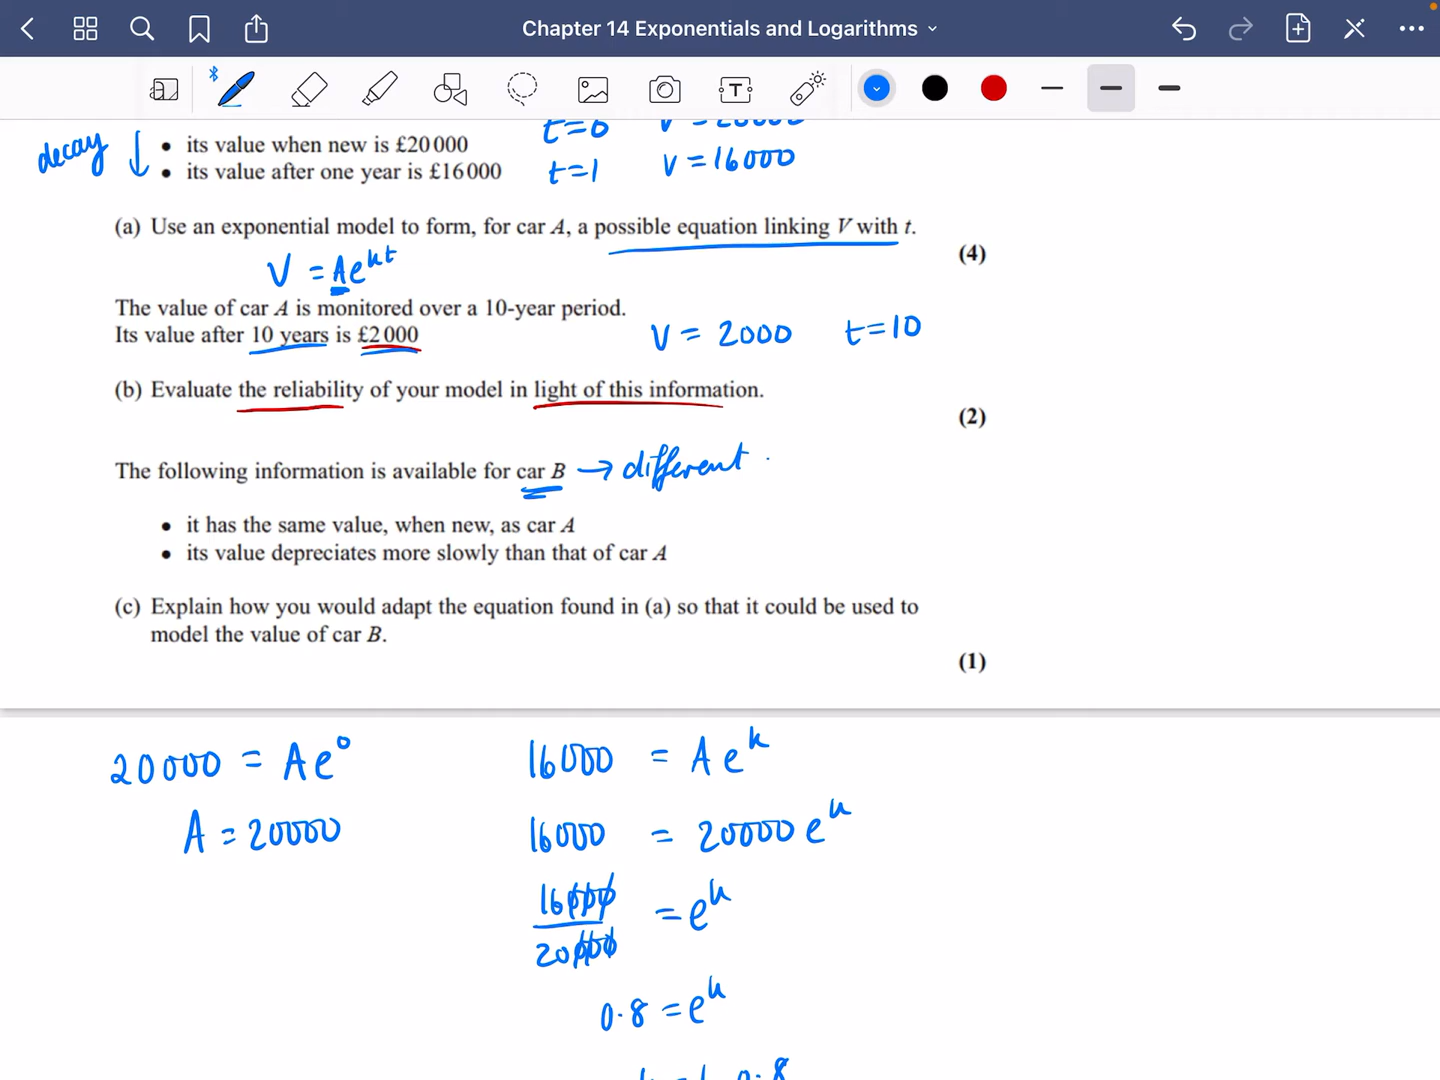 Chapter 14 Exponentials and Logarithms
t=0 V=20000
decay ↓ • its value when new is £20 000
• its value after one year is £16 000 t=1 V=16000
(a) Use an exponential model to form, for car A, a possible equation linking V with t.
(4)
V = Ae^kt
The value of car A is monitored over a 10-year period.
Its value after 10 years is £2 000 V = 2000 t=10
(b) Evaluate the reliability of your model in light of this information.
(2)
The following information is available for car B → different
• it has the same value, when new, as car A
• its value depreciates more slowly than that of car A
(c) Explain how you would adapt the equation found in (a) so that it could be used to
model the value of car B.
(1)
20000 = Ae^0 16000 = Ae^k
A = 20000 16000 = 20000e^k
16000/20000 = e^k
0.8 = e^k